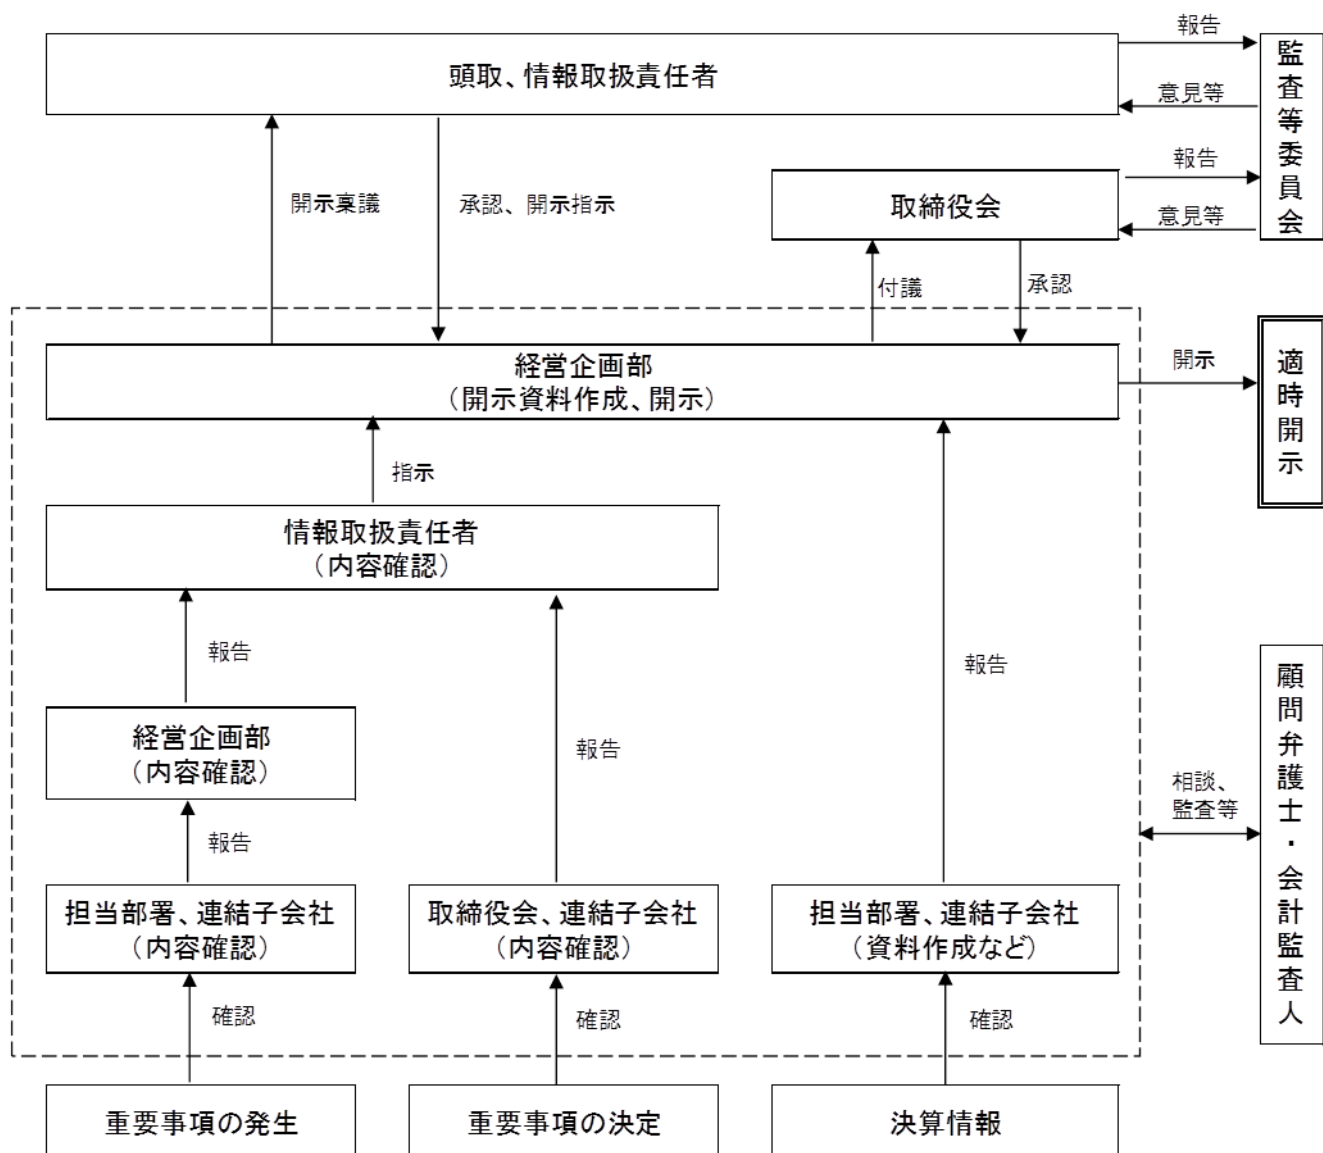 報告
頭取、情報取扱責任者
意見等
監査等委員会
報告
開示稟議
承認、開示指示
取締役会
意見等
付議
承認
経営企画部
（開示資料作成、開示）
開示
適時開示
指示
情報取扱責任者
（内容確認）
報告
報告
経営企画部
（内容確認）
報告
報告
相談、
監査等
顧問弁護士・会計監査人
担当部署、連結子会社
（内容確認）
取締役会、連結子会社
（内容確認）
担当部署、連結子会社
（資料作成など）
確認
確認
確認
重要事項の発生
重要事項の決定
決算情報